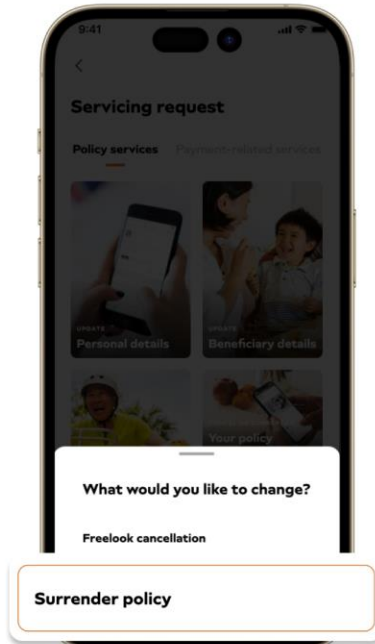 9:41
Servicing request
Policy services Payment-related services
UPDATE
Personal details
UPDATE
Beneficiary details
Your policy
What would you like to change?
Freelook cancellation
Surrender policy